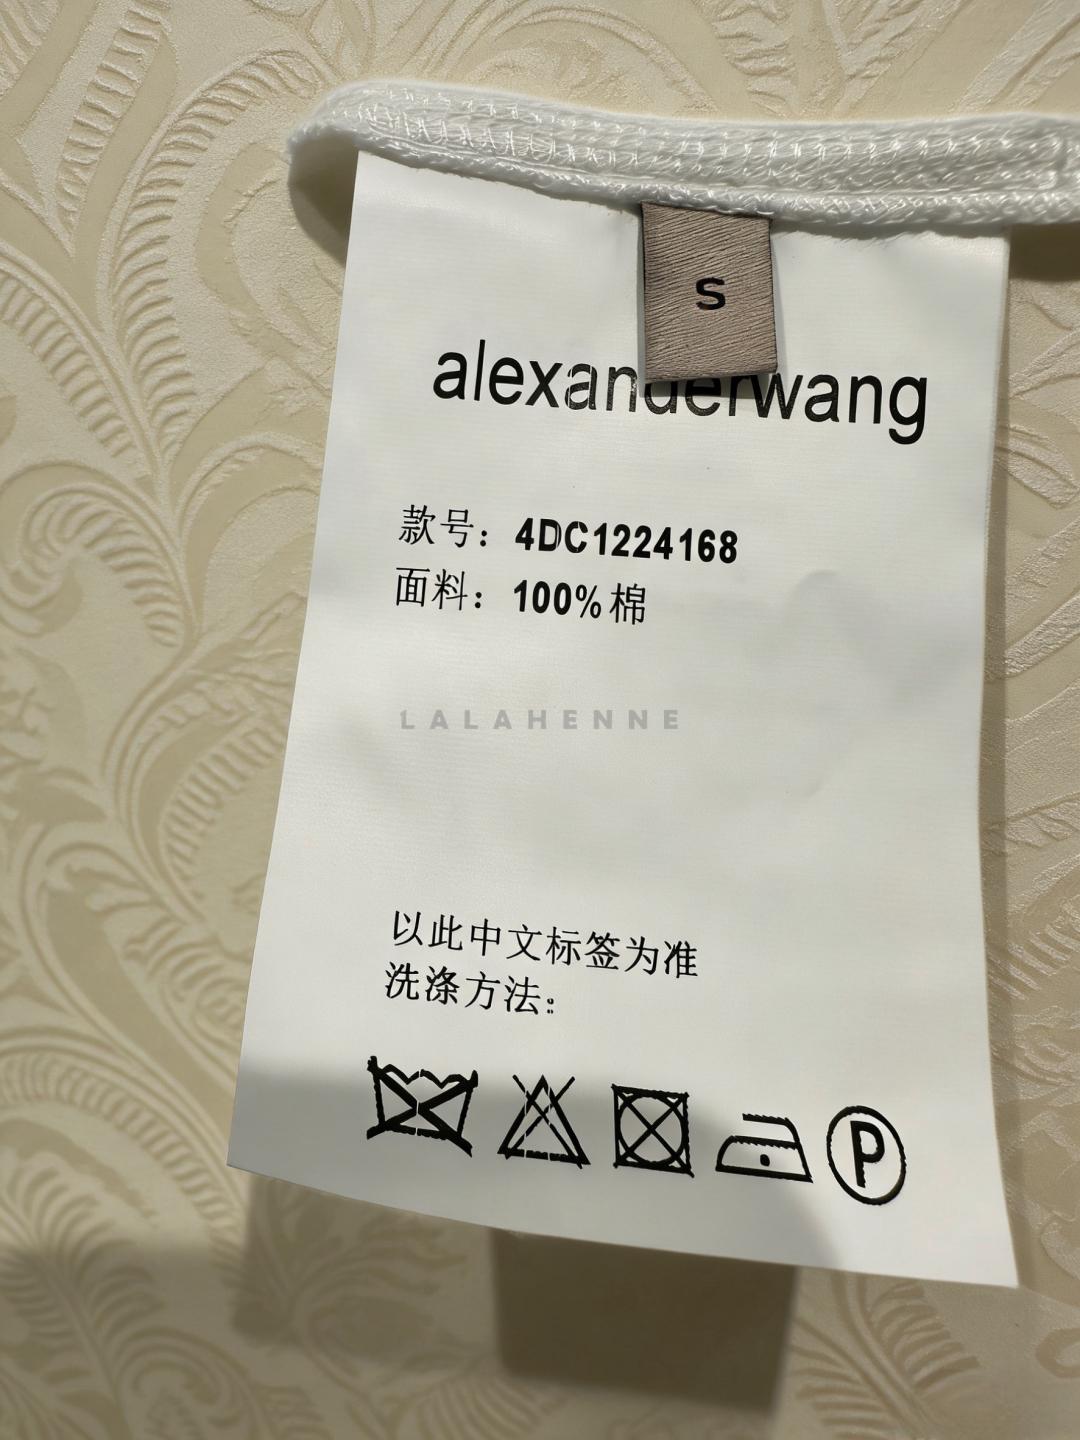 S
alexanderwang
款号：4DC1224168
面料：100%棉
LALAHENNE
以此中文标签为准
洗涤方法：
P